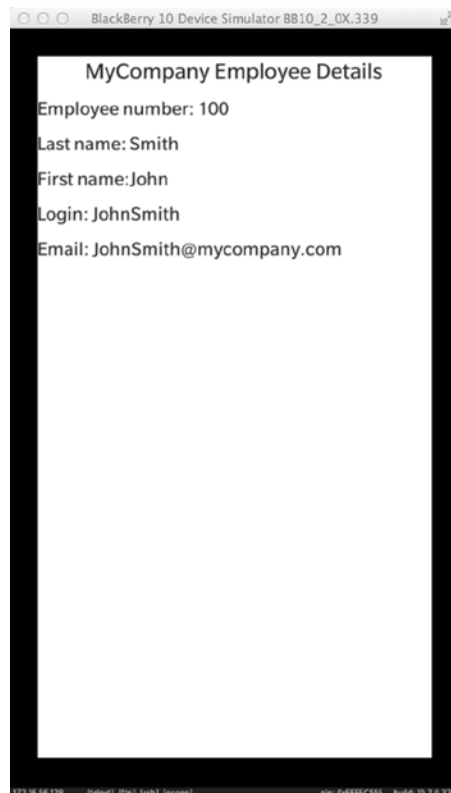 BlackBerry 10 Device Simulator BB10_2_0X.339
MyCompany Employee Details
Employee number: 100
Last name: Smith
First name:John
Login: JohnSmith
Email: JohnSmith@mycompany.com